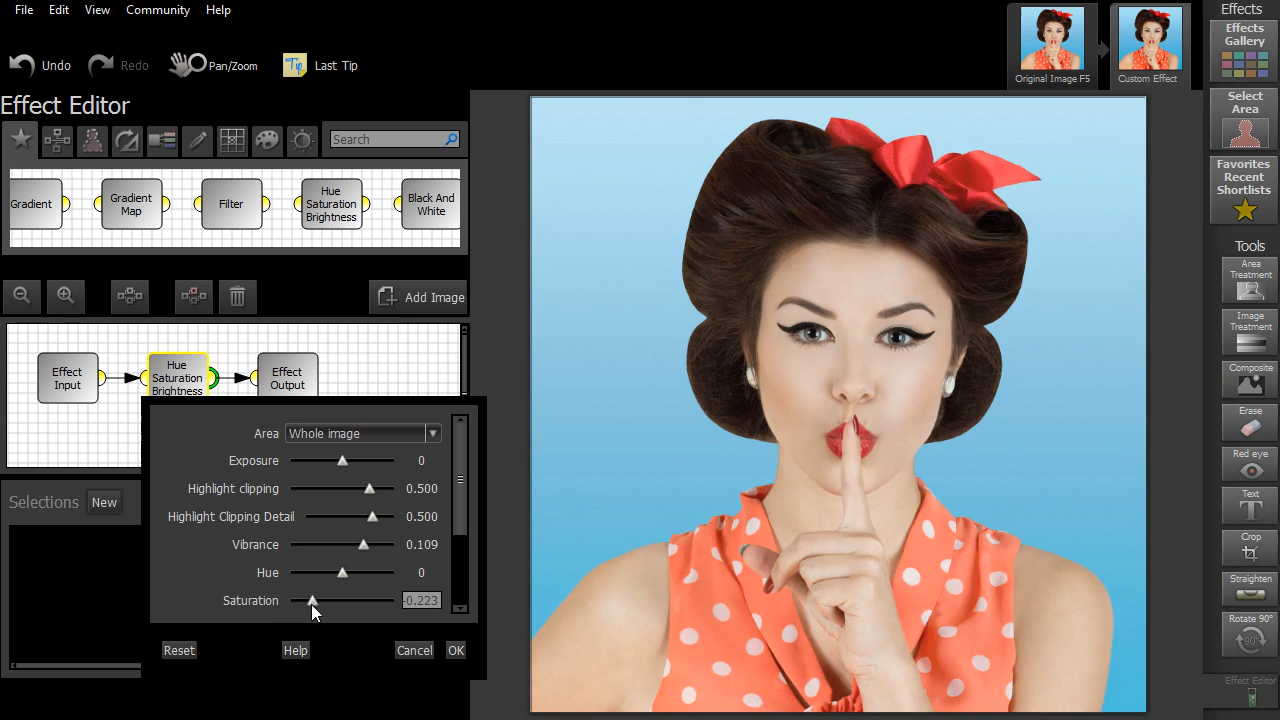 File Edit View Community Help
Undo Redo Pan/Zoom Tip Last Tip
Original Image F5 Custom Effect
Effect Editor
Search
Gradient
Gradient
Map
Filter
Hue
Saturation
Brightness
Black And
White
Add Image
Effect
Input
Hue
Saturation
Brightness
Effect
Output
Area Whole image
Exposure 0
Highlight clipping 0.500
Highlight Clipping Detail 0.500
Vibrance 0.109
Hue 0
Saturation -0.223
Selections New
Reset Help Cancel OK
Effects
Effects
Gallery
Select
Area
Favorites
Recent
Shortlists
Tools
Area
Treatment
Image
Treatment
Composite
Erase
Red eye
Text
T
Crop
Straighten
Rotate 90°
90°
Effect Editor